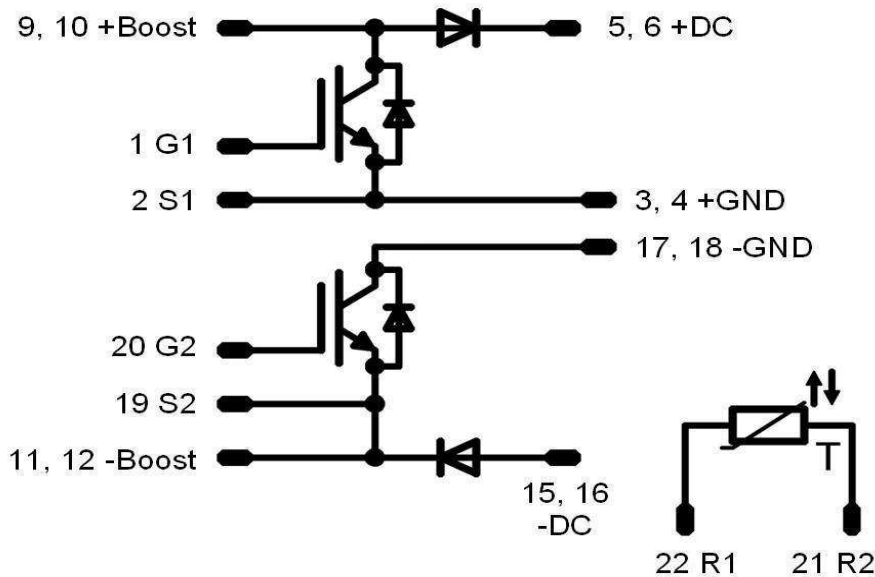 9, 10 +Boost
5, 6 +DC
1 G1
2 S1
3, 4 +GND
17, 18 -GND
20 G2
19 S2
11, 12 -Boost
15, 16
-DC
T
22 R1
21 R2